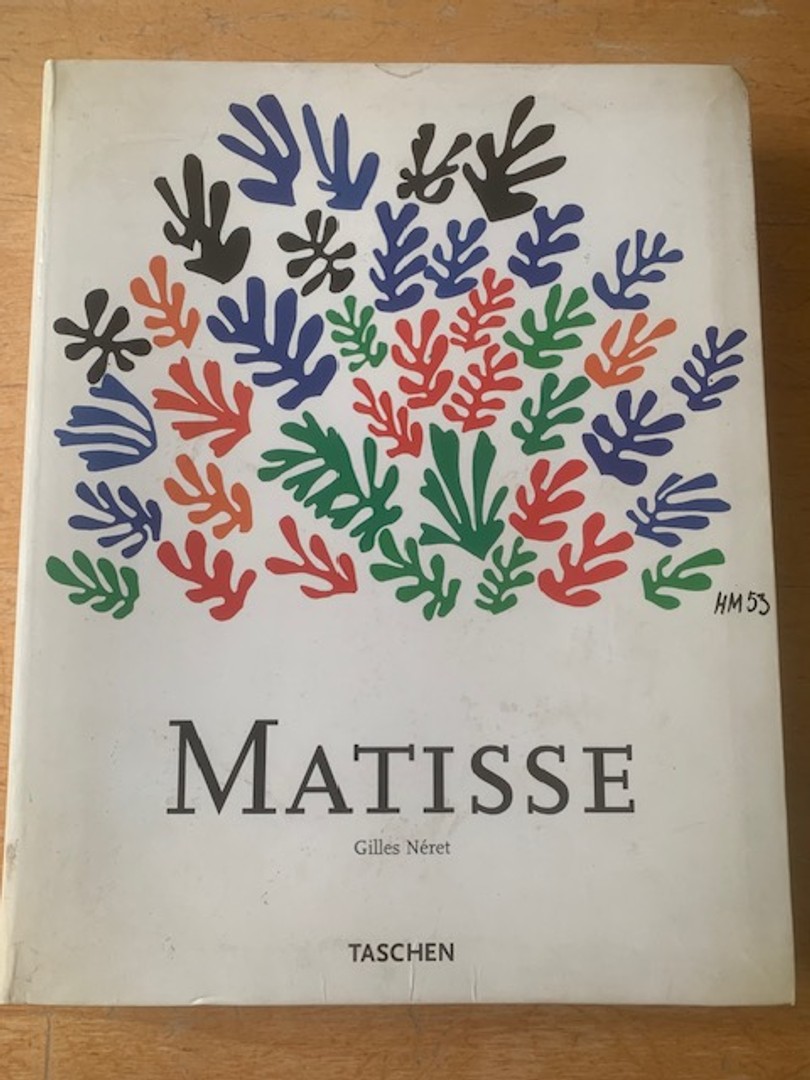 HM 53
MATISSE
Gilles Néret
TASCHEN